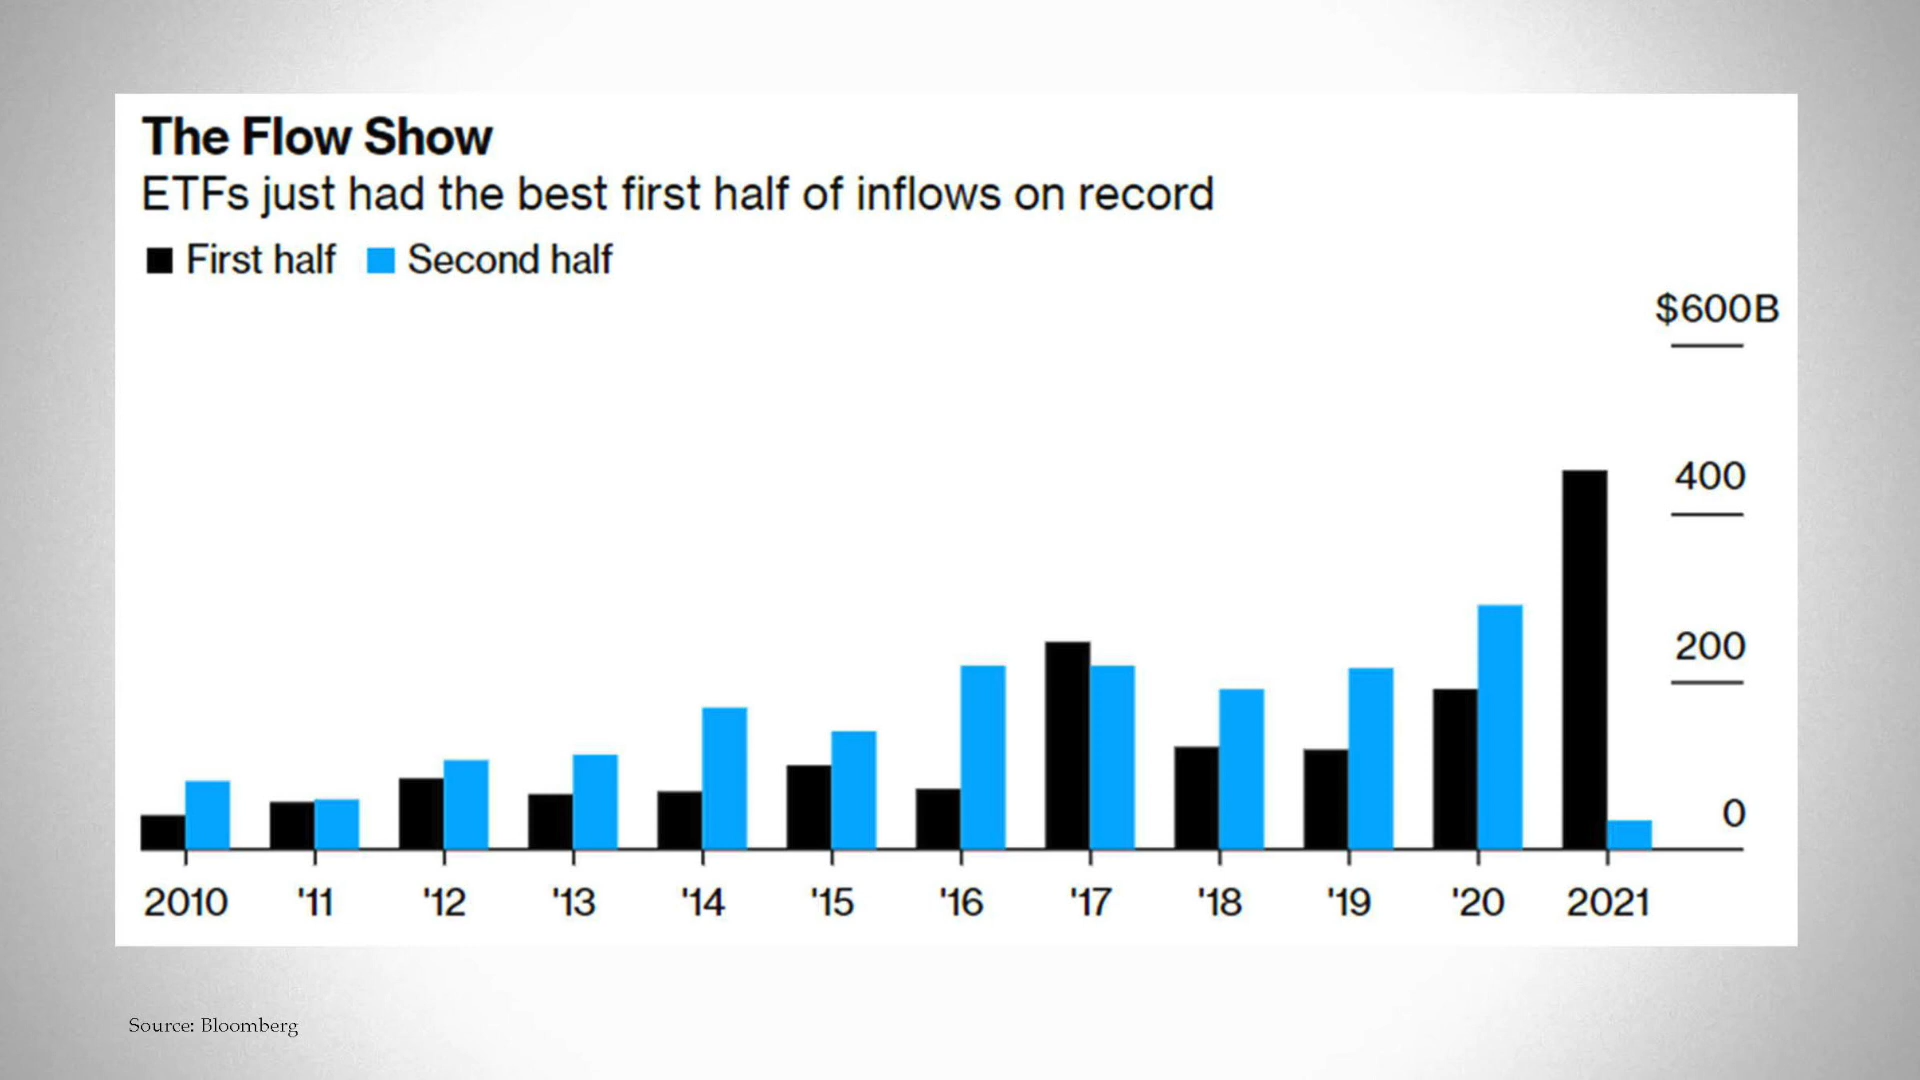 The Flow Show
ETFs just had the best first half of inflows on record
First half Second half
$600B
400
200
0
2010 '11 '12 '13 '14 '15 '16 '17 '18 '19 '20 2021
Source: Bloomberg